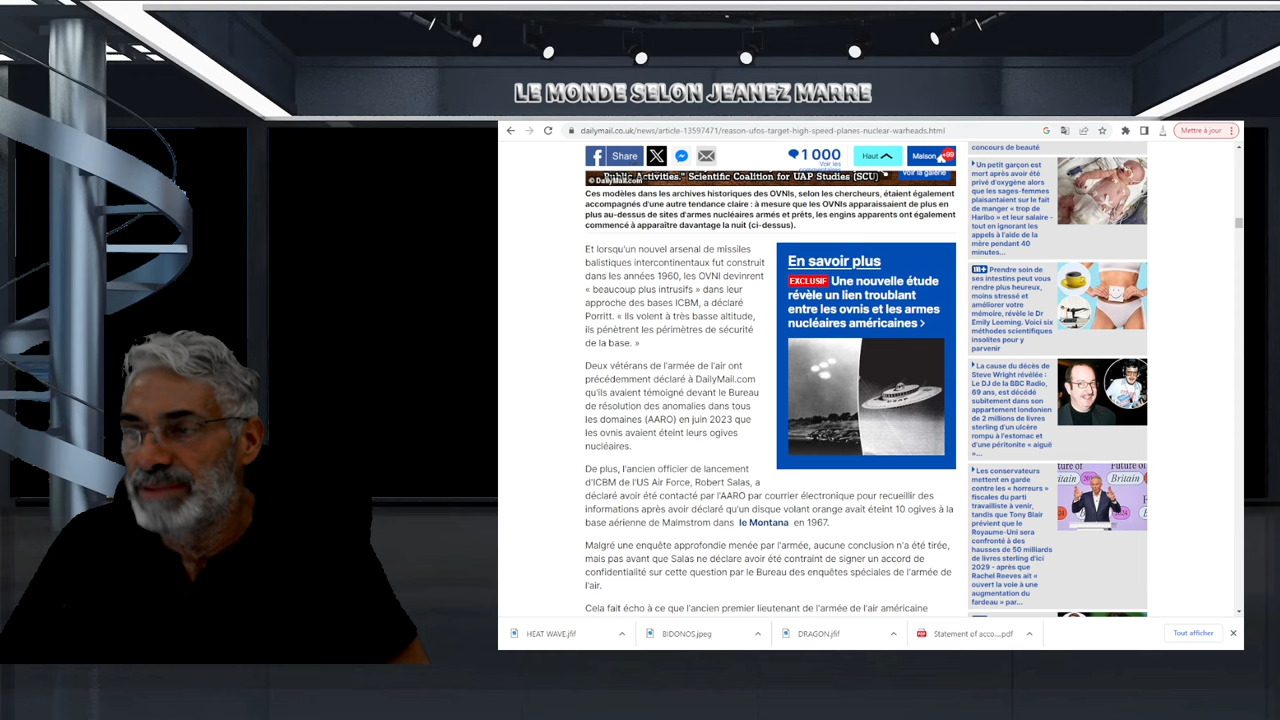 LE MONDE SELON JEANEZ MARRE
dailymail.co.uk/news/article-13597471/reason-ufos-target-high-speed-planes-nuclear-warheads.html
Mettre à jour
Share
1 000
Voir les
Haut
Maison
+99
Public Activities." Scientific Coalition for UAP Studies (SCU)
© DailyMail.com
Voir la galerie
Ces modèles dans les archives historiques des OVNIs, selon les chercheurs, étaient également
accompagnés d'une autre tendance claire : à mesure que les OVNIs apparaissaient de plus en
plus au-dessus de sites d'armes nucléaires armés et prêts, les engins apparents ont également
commencé à apparaître davantage la nuit (ci-dessus).
Et lorsqu'un nouvel arsenal de missiles
balistiques intercontinentaux fut construit
dans les années 1960, les OVNI devinrent
« beaucoup plus intrusifs » dans leur
approche des bases ICBM, a déclaré
Porritt. « Ils volent à très basse altitude,
ils pénètrent les périmètres de sécurité
de la base. »
Deux vétérans de l'armée de l'air ont
précédemment déclaré à DailyMail.com
qu'ils avaient témoigné devant le Bureau
de résolution des anomalies dans tous
les domaines (AARO) en juin 2023 que
les ovnis avaient éteint leurs ogives
nucléaires.
De plus, l'ancien officier de lancement
d'ICBM de l'US Air Force, Robert Salas, a
déclaré avoir été contacté par l'AARO par courrier électronique pour recueillir des
informations après avoir déclaré qu'un disque volant orange avait éteint 10 ogives à la
base aérienne de Malmstrom dans le Montana en 1967.
Malgré une enquête approfondie menée par l'armée, aucune conclusion n'a été tirée,
mais pas avant que Salas ne déclare avoir été contraint de signer un accord de
confidentialité sur cette question par le Bureau des enquêtes spéciales de l'armée de
l'air.
Cela fait écho à ce que l'ancien premier lieutenant de l'armée de l'air américaine
En savoir plus
EXCLUSIF Une nouvelle étude
révèle un lien troublant
entre les ovnis et les armes
nucléaires américaines >
concours de beauté
Un petit garçon est
mort après avoir été
privé d'oxygène alors
que les sages-femmes
plaisantaient sur le fait
de manger « trop de
Haribo » et leur salaire -
tout en ignorant les
appels à l'aide de la
mère pendant 40
minutes...
Prendre soin de
ses intestins peut vous
rendre plus heureux,
moins stressé et
améliorer votre
mémoire, révèle le Dr
Emily Leeming. Voici six
méthodes scientifiques
insolites pour y
parvenir
La cause du décès de
Steve Wright révélée :
Le DJ de la BBC Radio,
69 ans, est décédé
subitement dans son
appartement londonien
de 2 millions de livres
sterling d'un ulcère
rompu à l'estomac et
d'une péritonite « aiguë
»...
Les conservateurs
mettent en garde
contre les « horreurs »
fiscales du parti
travailliste à venir,
tandis que Tony Blair
prévient que le
Royaume-Uni sera
confronté à des
hausses de 50 milliards
de livres sterling d'ici
2029 - après que
Rachel Reeves ait «
ouvert la voie à une
augmentation du
fardeau » par...
Future of
Britain
HEAT WAVE.jfif
BIDONOS.jpeg
DRAGON.jfif
Statement of acco....pdf
Tout afficher